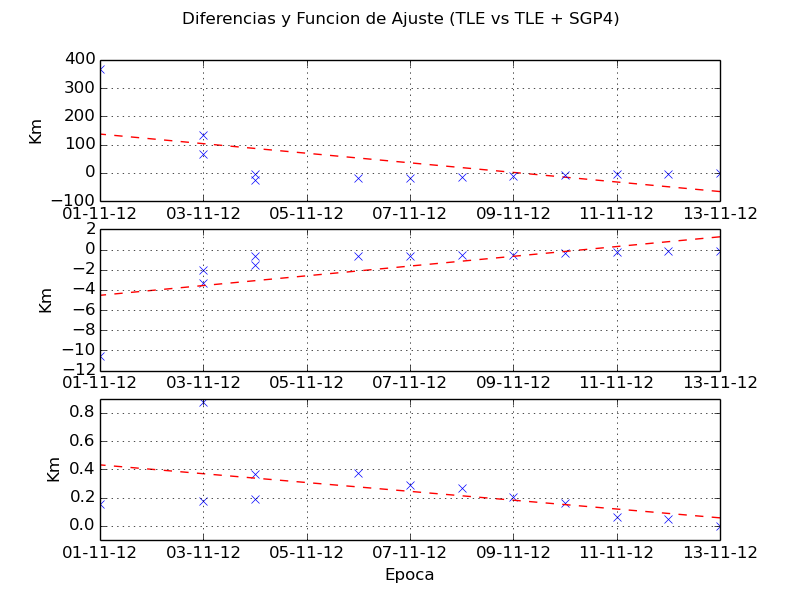 Diferencias y Funcion de Ajuste (TLE vs TLE + SGP4)
400
300
200
100
0
−100
Km
01-11-12 03-11-12 05-11-12 07-11-12 09-11-12 11-11-12 13-11-12
2
0
−2
−4
−6
−8
−10
−12
Km
01-11-12 03-11-12 05-11-12 07-11-12 09-11-12 11-11-12 13-11-12
0.8
0.6
0.4
0.2
0.0
Km
01-11-12 03-11-12 05-11-12 07-11-12 09-11-12 11-11-12 13-11-12
Epoca